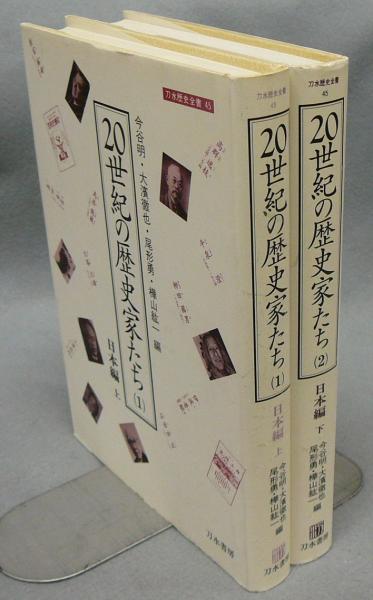 刀水歴史全書 45
今谷明・大濱徹也・尾形勇・樺山紘一 編
20世紀の歴史家たち(1)
日本編 上
刀水書房
刀水歴史全書
45
20世紀の歴史家たち(1)
日本編 上
今谷明・大濱徹也
尾形勇・樺山紘一 編
刀水書房
刀水歴史全書
45
20世紀の歴史家たち(2)
日本編 下
今谷明・大濱徹也
尾形勇・樺山紘一 編
刀水書房